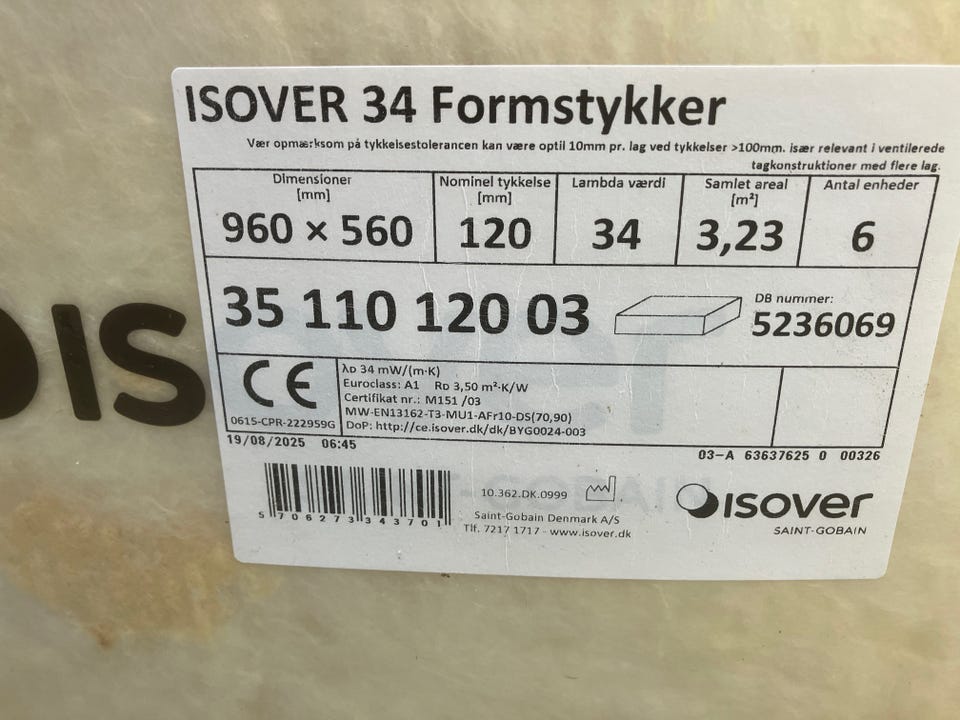 ISOVER 34 Formstykker
Vær opmærksom på tykkelsestolerancen kan være optil 10mm pr. lag ved tykkelser >100mm. især relevant i ventilerede
tagkonstruktioner med flere lag.
Dimensioner [mm] Nominel tykkelse [mm] Lambda værdi Samlet areal [m²] Antal enheder
960 × 560 120 34 3,23 6
35 110 120 03 DB nummer: 5236069
CE
0615-CPR-222959G
λD 34 mW/(m·K)
Euroclass: A1 RD 3,50 m²·K/W
Certifikat nr.: M151 /03
MW-EN13162-T3-MU1-AFr10-DS(70,90)
DoP: http://ce.isover.dk/dk/BYG0024-003
19/08/2025 06:45
03-A 63637625 0 00326
5 706273 343701
10.362.DK.0999
Saint-Gobain Denmark A/S
Tlf. 7217 1717 - www.isover.dk
isover
SAINT-GOBAIN
IS